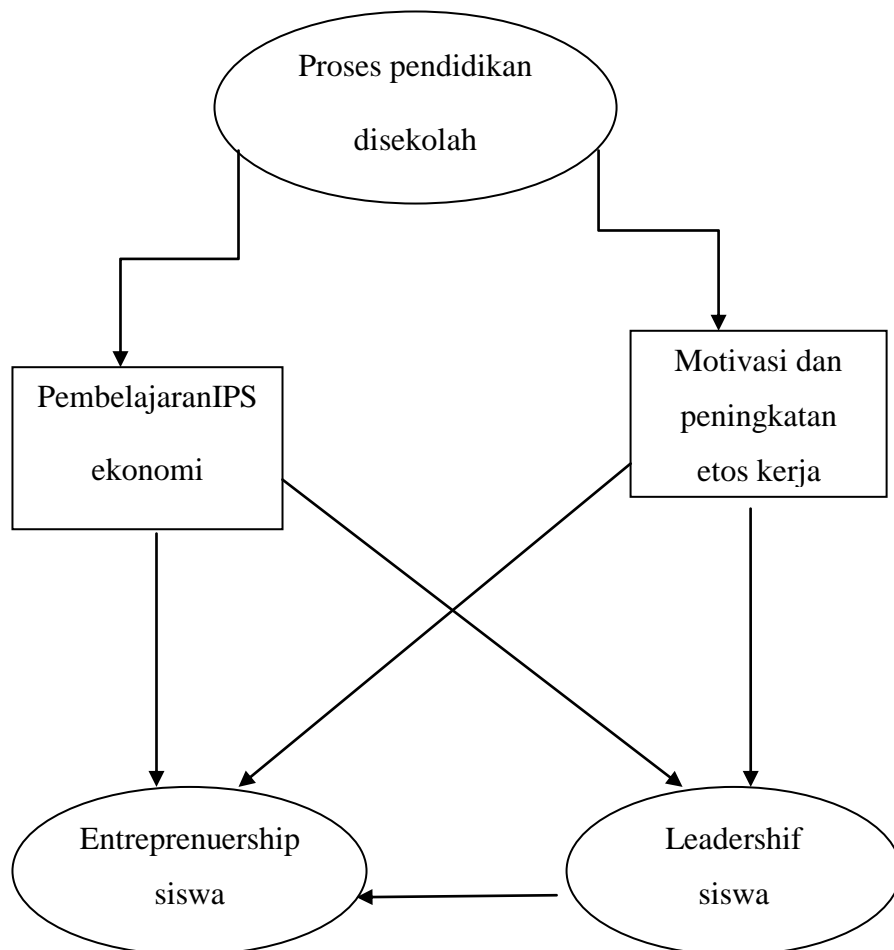 Proses pendidikan
disekolah
PembelajaranIPS
ekonomi
Motivasi dan
peningkatan
etos kerja
Entreprenuership
siswa
Leadershif
siswa